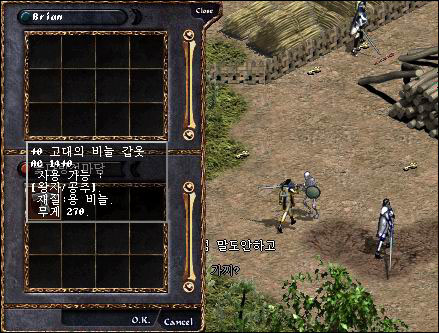 Close
Brian
+0 고대의 비늘 갑옷
AC 14+0
사용 가능 :
[왕자/공주].
재질:용 비늘.
무게 270.
말도안하고
가까?
O.K.
Cancel